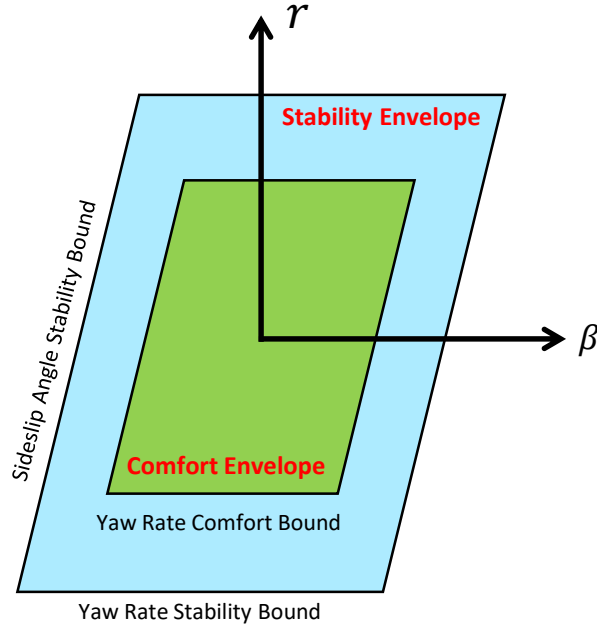 r
Stability Envelope
Sideslip Angle Stability Bound
β
Comfort Envelope
Yaw Rate Comfort Bound
Yaw Rate Stability Bound